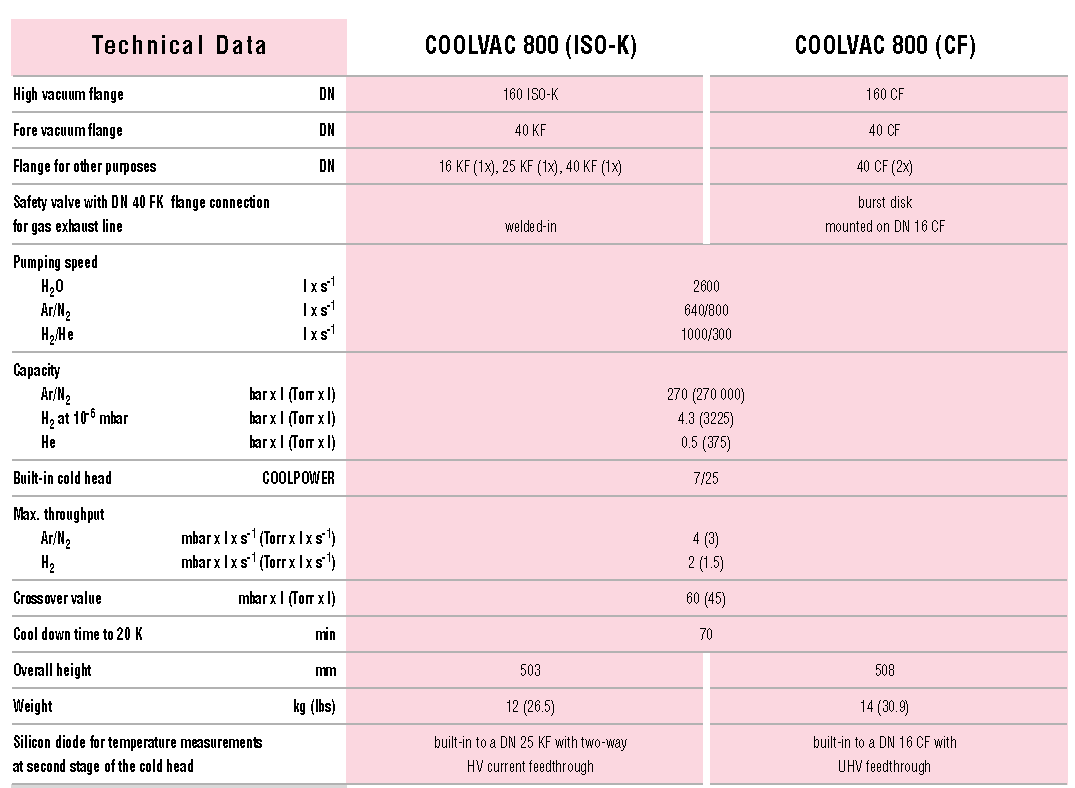 Technical Data COOLVAC 800 (ISO-K) COOLVAC 800 (CF)
High vacuum flange DN 160 ISO-K 160 CF
Fore vacuum flange DN 40 KF 40 CF
Flange for other purposes DN 16 KF (1x), 25 KF (1x), 40 KF (1x) 40 CF (2x)
Safety valve with DN 40 FK flange connection burst disk
for gas exhaust line welded-in mounted on DN 16 CF
Pumping speed
H₂O l x s⁻¹ 2600
Ar/N₂ l x s⁻¹ 640/800
H₂/He l x s⁻¹ 1000/300
Capacity
Ar/N₂ bar x l (Torr x l) 270 (270 000)
H₂ at 10⁻⁶ mbar bar x l (Torr x l) 4.3 (3225)
He bar x l (Torr x l) 0.5 (375)
Built-in cold head COOLPOWER 7/25
Max. throughput
Ar/N₂ mbar x l x s⁻¹ (Torr x l x s⁻¹) 4 (3)
H₂ mbar x l x s⁻¹ (Torr x l x s⁻¹) 2 (1.5)
Crossover value mbar x l (Torr x l) 60 (45)
Cool down time to 20 K min 70
Overall height mm 503 508
Weight kg (lbs) 12 (26.5) 14 (30.9)
Silicon diode for temperature measurements built-in to a DN 25 KF with two-way built-in to a DN 16 CF with
at second stage of the cold head HV current feedthrough UHV feedthrough